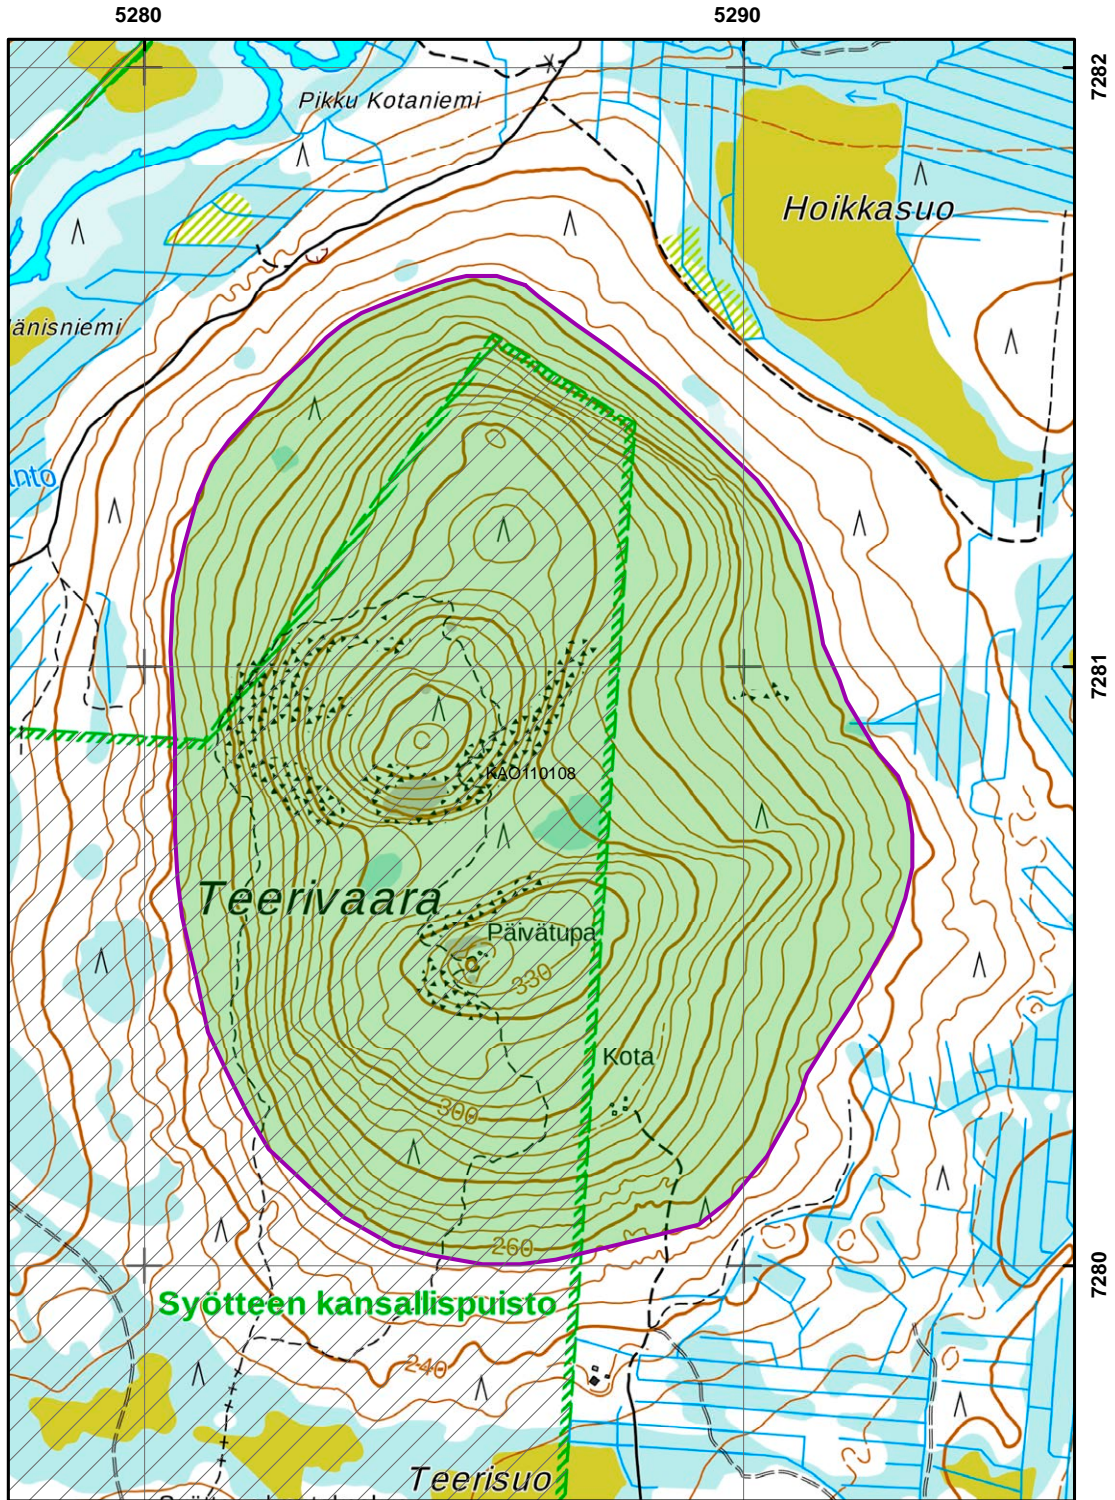 5280
5290
7282
Pikku Kotaniemi
Hoikkasuo
länisniemi
nto
7281
KAO110108
Teerivaara
Päivätupa
330
Kota
300
260
7280
Syötteen kansallispuisto
240
Teerisuo